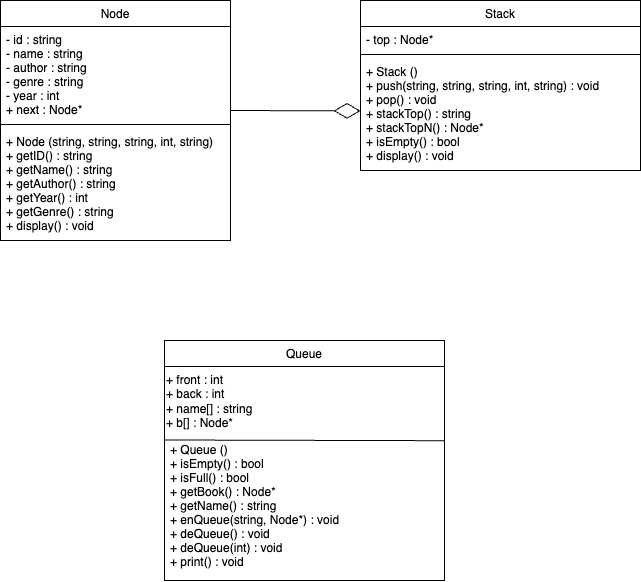 Node
- id : string
- name : string
- author : string
- genre : string
- year : int
+ next : Node*
+ Node (string, string, string, int, string)
+ getID() : string
+ getName() : string
+ getAuthor() : string
+ getYear() : int
+ getGenre() : string
+ display() : void
Stack
- top : Node*
+ Stack ()
+ push(string, string, string, int, string) : void
+ pop() : void
+ stackTop() : string
+ stackTopN() : Node*
+ isEmpty() : bool
+ display() : void
Queue
+ front : int
+ back : int
+ name[] : string
+ b[] : Node*
+ Queue ()
+ isEmpty() : bool
+ isFull() : bool
+ getBook() : Node*
+ getName() : string
+ enQueue(string, Node*) : void
+ deQueue() : void
+ deQueue(int) : void
+ print() : void